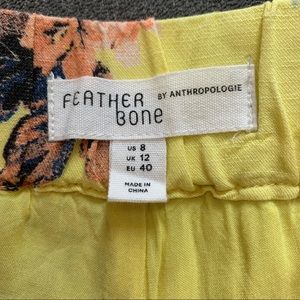 FEATHER
bone
BY ANTHROPOLOGIE
US 8
UK 12
EU 40
MADE IN
CHINA